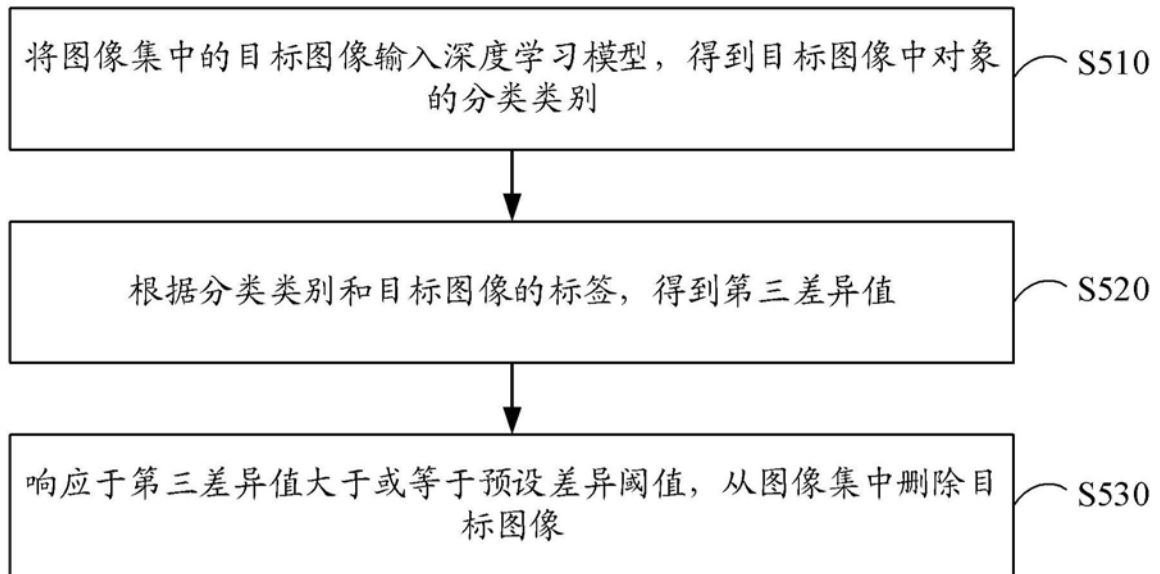 将图像集中的目标图像输入深度学习模型，得到目标图像中对象
的分类类别
S510
根据分类类别和目标图像的标签，得到第三差异值
S520
响应于第三差异值大于或等于预设差异阈值，从图像集中删除目
标图像
S530